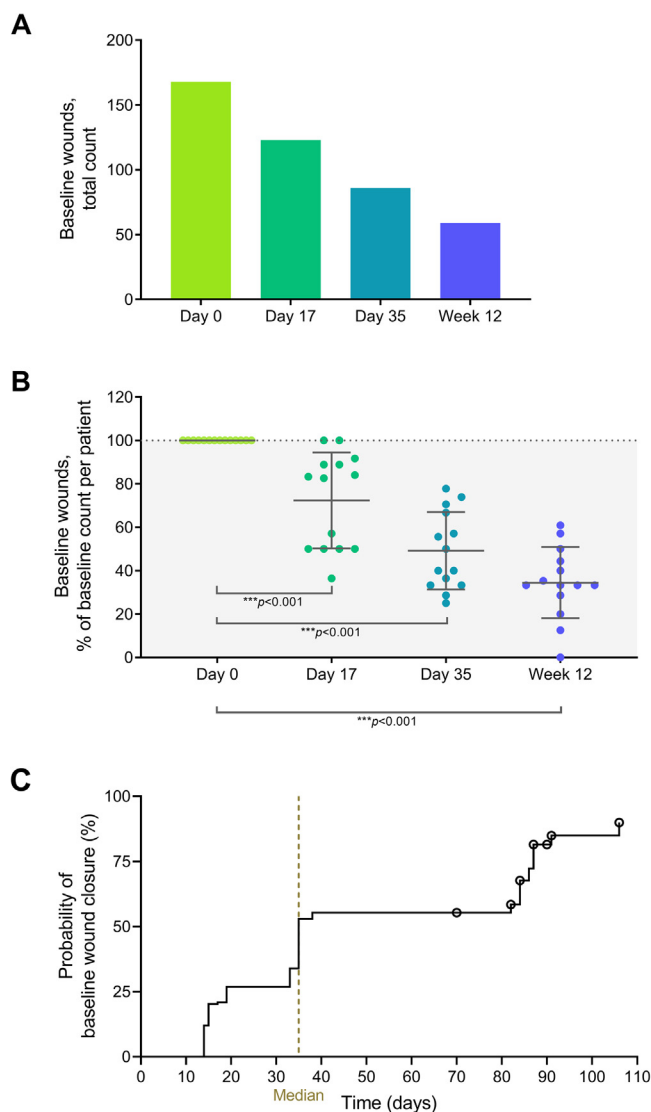 A
Baseline wounds,
total count
200
150
100
50
0
Day 0 Day 17 Day 35 Week 12
B
Baseline wounds,
% of baseline count per patient
120
100
80
60
40
20
0
***p<0.001
***p<0.001
Day 0 Day 17 Day 35 Week 12
***p<0.001
C
Probability of
baseline wound closure (%)
100
75
50
25
0
0 10 20 30 40 50 60 70 80 90 100 110
Median Time (days)